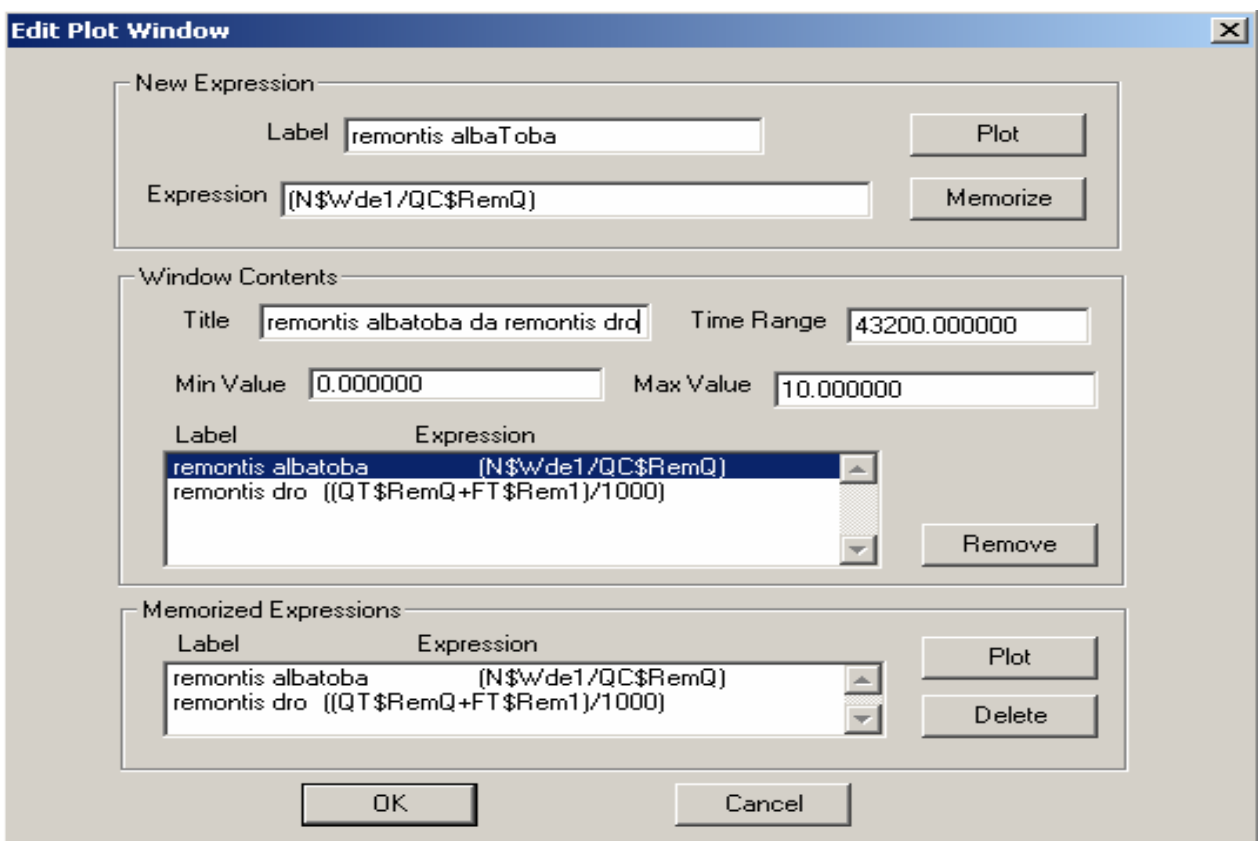 Edit Plot Window
New Expression
Label remontis albaToba Plot
Expression (N$Wde1/QC$RemQ) Memorize
Window Contents
Title remontis albatoba da remontis dro Time Range 43200.000000
Min Value 0.000000 Max Value 10.000000
Label Expression
remontis albatoba (N$Wde1/QC$RemQ)
remontis dro ((QT$RemQ+FT$Rem1)/1000)
Remove
Memorized Expressions
Label Expression Plot
remontis albatoba (N$Wde1/QC$RemQ)
remontis dro ((QT$RemQ+FT$Rem1)/1000)
Delete
OK Cancel